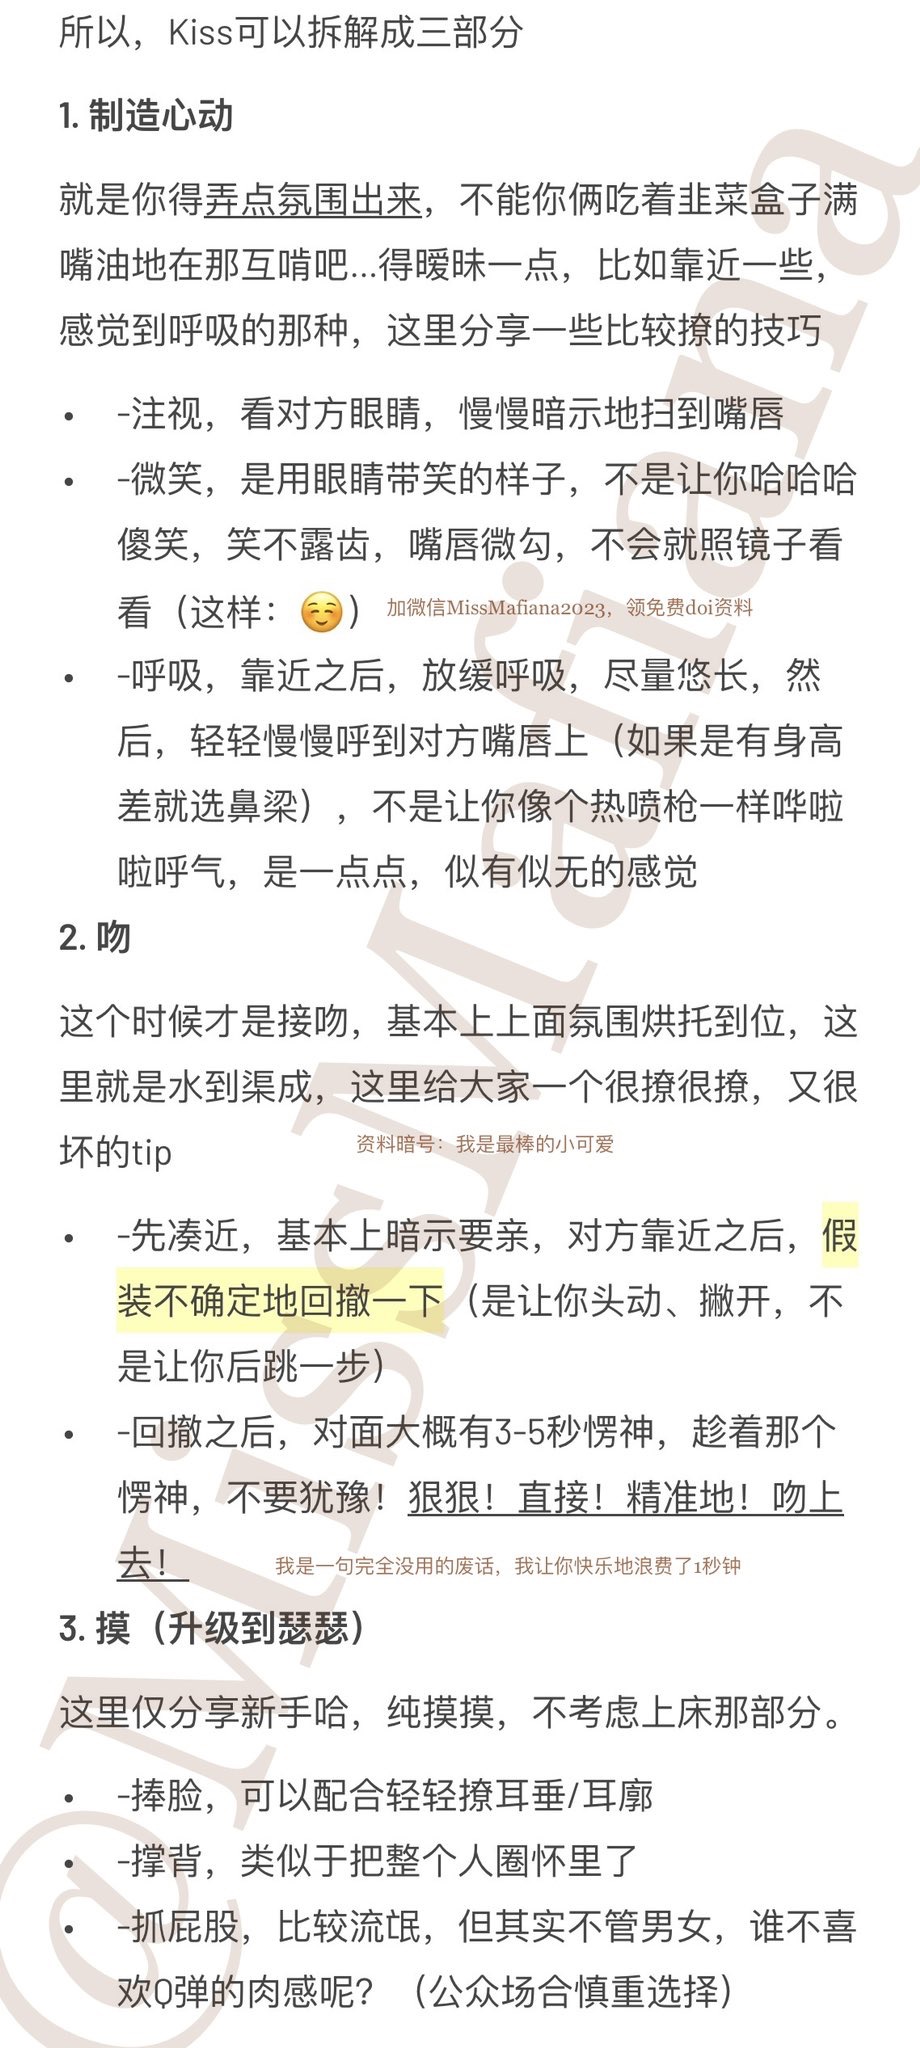 所以，Kiss可以拆解成三部分
1. 制造心动
就是你得弄点氛围出来，不能你俩吃着韭菜盒子满
嘴油地在那互啃吧...得暧昧一点，比如靠近一些，
感觉到呼吸的那种，这里分享一些比较撩的技巧
• -注视，看对方眼睛，慢慢暗示地扫到嘴唇
• -微笑，是用眼睛带笑的样子，不是让你哈哈哈
傻笑，笑不露齿，嘴唇微勾，不会就照镜子看
看（这样：☺️） 加微信MissMafiana2023，领免费doi资料
• -呼吸，靠近之后，放缓呼吸，尽量悠长，然
后，轻轻慢慢呼到对方嘴唇上（如果是有身高
差就选鼻梁），不是让你像个热喷枪一样哗啦
啦呼气，是一点点，似有似无的感觉
2. 吻
这个时候才是接吻，基本上上面氛围烘托到位，这
里就是水到渠成，这里给大家一个很撩很撩，又很
坏的tip 资料暗号：我是最棒的小可爱
• -先凑近，基本上暗示要亲，对方靠近之后，假
装不确定地回撤一下（是让你头动、撇开，不
是让你后跳一步）
• -回撤之后，对面大概有3-5秒愣神，趁着那个
愣神，不要犹豫！狠狠！直接！精准地！吻上
去！ 我是一句完全没用的废话，我让你快乐地浪费了1秒钟
3. 摸（升级到瑟瑟）
这里仅分享新手哈，纯摸摸，不考虑上床那部分。
• -捧脸，可以配合轻轻撩耳垂/耳廓
• -撑背，类似于把整个人圈怀里了
• -抓屁股，比较流氓，但其实不管男女，谁不喜
欢Q弹的肉感呢？（公众场合慎重选择）
@MissMafiana